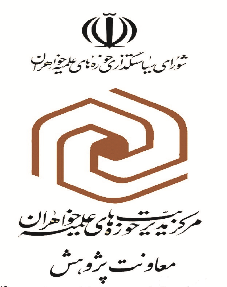 شورای سیاستگذاری حوزه‌های علمیه خواهران
مرکز مدیریت حوزه‌های علمیه خواهران
معاونت پژوهش